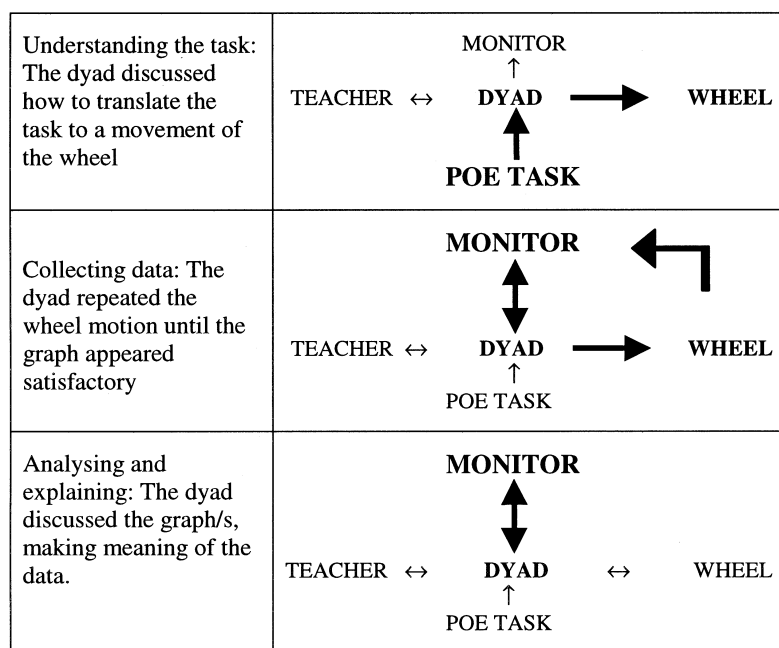 Understanding the task:
The dyad discussed
how to translate the
task to a movement of
the wheel
MONITOR
↑
TEACHER ↔ DYAD → WHEEL
↑
POE TASK
Collecting data: The
dyad repeated the
wheel motion until the
graph appeared
satisfactory
MONITOR
TEACHER ↔ DYAD → WHEEL
↑
POE TASK
Analysing and
explaining: The dyad
discussed the graph/s,
making meaning of the
data.
MONITOR
TEACHER ↔ DYAD ↔ WHEEL
↑
POE TASK